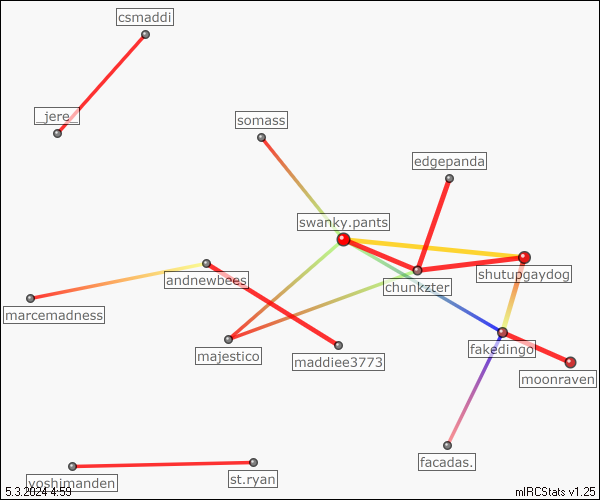 csmaddi
_jere_
somass
edgepanda
swanky.pants
shutupgaydog
andnewbees
chunkzter
marcemadness
majestico
maddiee3773
fakedingo
moonraven
facadas.
yoshimanden
st.ryan
5.3.2024 4:59
mIRCStats v1.25